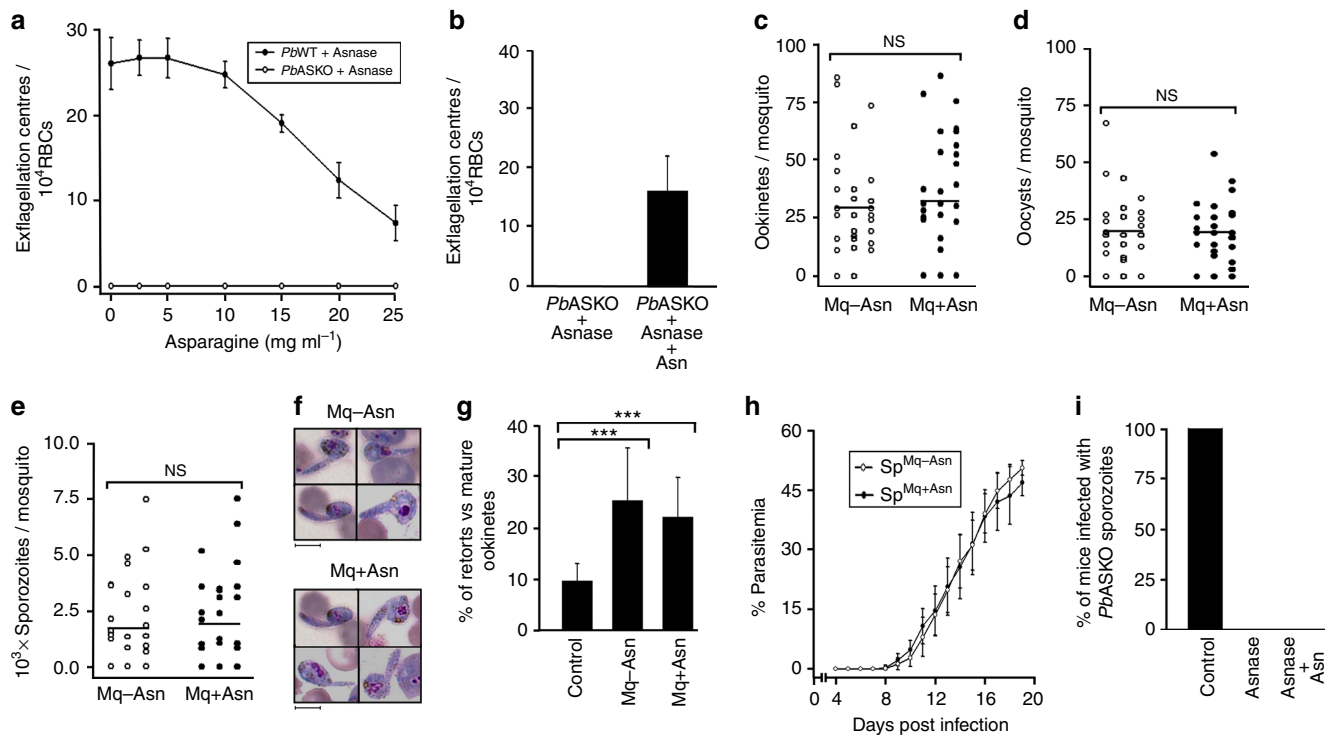 a
Exflagellation centres /
10⁴RBCs
30
20
10
0
PbWT + Asnase
PbASKO + Asnase
0 5 10 15 20 25
Asparagine (mg ml⁻¹)
b
Exflagellation centres /
10⁴RBCs
40
30
20
10
0
PbASKO
+
Asnase
PbASKO
+
Asnase
+
Asn
c
Ookinetes / mosquito
100
75
50
25
0
NS
Mq–Asn Mq+Asn
d
Oocysts / mosquito
100
75
50
25
0
NS
Mq–Asn Mq+Asn
e
10³× Sporozoites / mosquito
10.0
7.5
5.0
2.5
0.0
NS
Mq–Asn Mq+Asn
f
Mq–Asn
Mq+Asn
g
% of retorts vs mature
ookinetes
40
30
20
10
0
***
***
Control
Mq–Asn
Mq+Asn
h
% Parasitemia
60
45
30
15
0
Sp^Mq–Asn
Sp^Mq+Asn
0 4 8 12 16 20
Days post infection
i
% of mice infected with
PbASKO sporozoites
100
75
50
25
0
Control
Asnase
Asnase
+
Asn